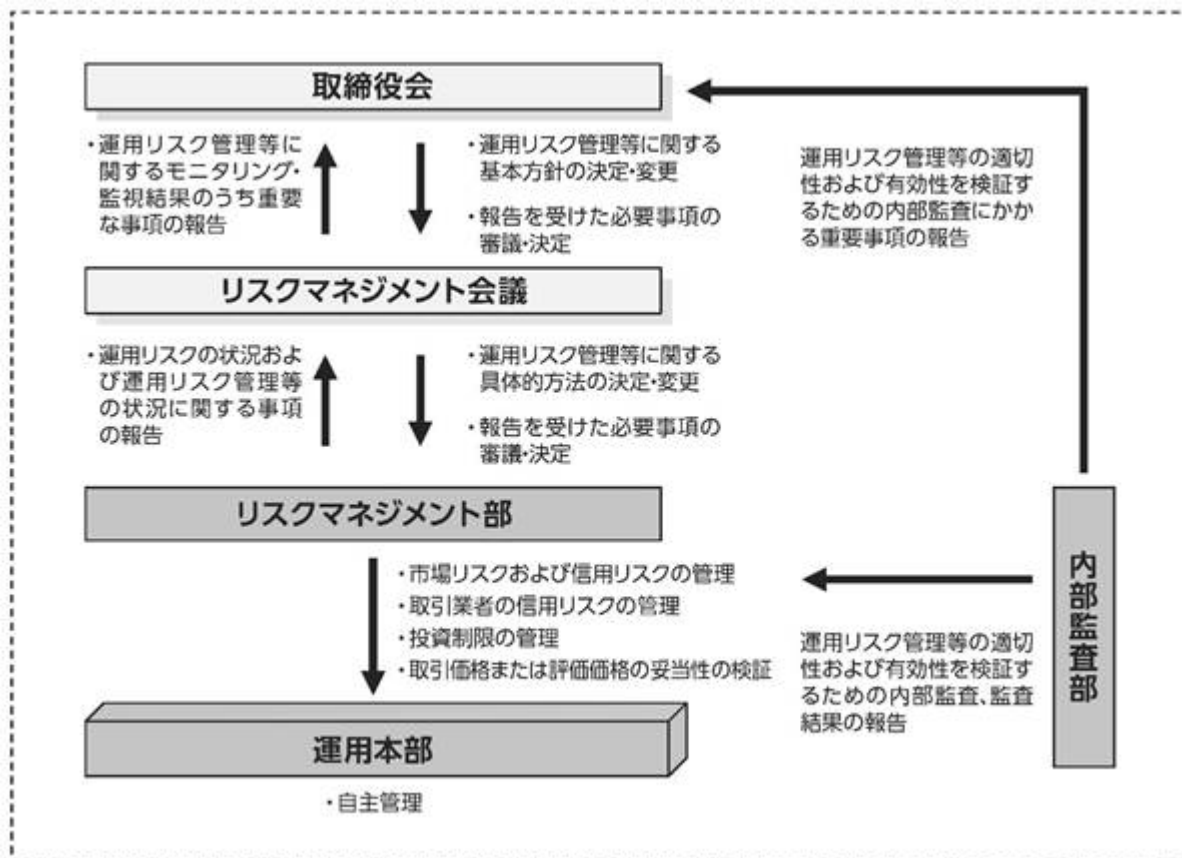 取締役会
・運用リスク管理等に
関するモニタリング・
監視結果のうち重要
な事項の報告
・運用リスク管理等に関する
基本方針の決定・変更
・報告を受けた必要事項の
審議・決定
運用リスク管理等の適切
性および有効性を検証す
るための内部監査にかか
る重要事項の報告
リスクマネジメント会議
・運用リスクの状況およ
び運用リスク管理等
の状況に関する事項
の報告
・運用リスク管理等に関する
具体的方法の決定・変更
・報告を受けた必要事項の
審議・決定
リスクマネジメント部
・市場リスクおよび信用リスクの管理
・取引業者の信用リスクの管理
・投資制限の管理
・取引価格または評価価格の妥当性の検証
運用リスク管理等の適切
性および有効性を検証す
るための内部監査、監査
結果の報告
内部監査部
運用本部
・自主管理